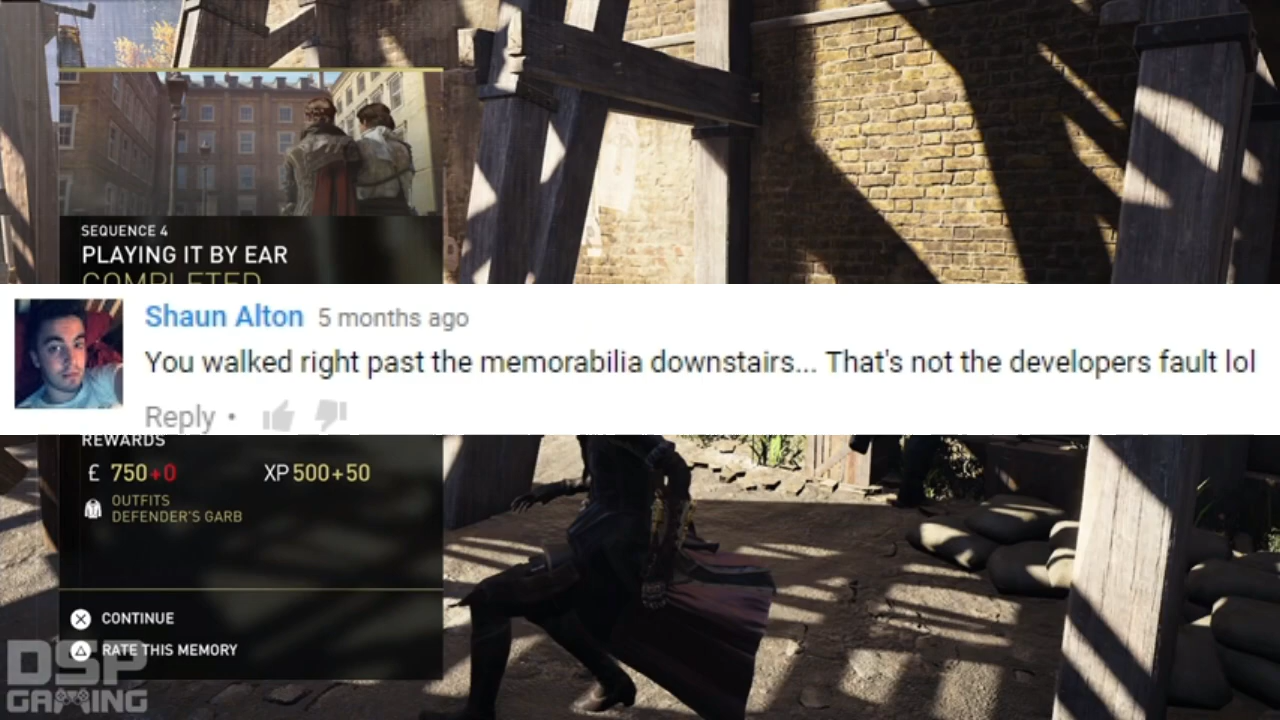 SEQUENCE 4
PLAYING IT BY EAR
COMPLETED
Shaun Alton 5 months ago
You walked right past the memorabilia downstairs... That's not the developers fault lol
Reply •
REWARDS
£ 750+0 XP 500+50
OUTFITS
DEFENDER'S GARB
CONTINUE
RATE THIS MEMORY
DSP
GAMING